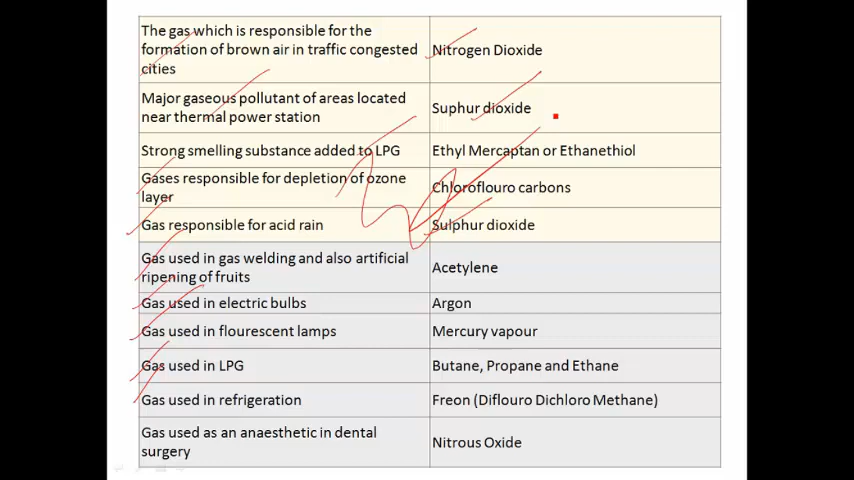 The gas which is responsible for the
formation of brown air in traffic congested
cities
Nitrogen Dioxide
Major gaseous pollutant of areas located
near thermal power station
Suphur dioxide
Strong smelling substance added to LPG
Ethyl Mercaptan or Ethanethiol
Gases responsible for depletion of ozone
layer
Chloroflouro carbons
Gas responsible for acid rain
Sulphur dioxide
Gas used in gas welding and also artificial
ripening of fruits
Acetylene
Gas used in electric bulbs
Argon
Gas used in flourescent lamps
Mercury vapour
Gas used in LPG
Butane, Propane and Ethane
Gas used in refrigeration
Freon (Diflouro Dichloro Methane)
Gas used as an anaesthetic in dental
surgery
Nitrous Oxide